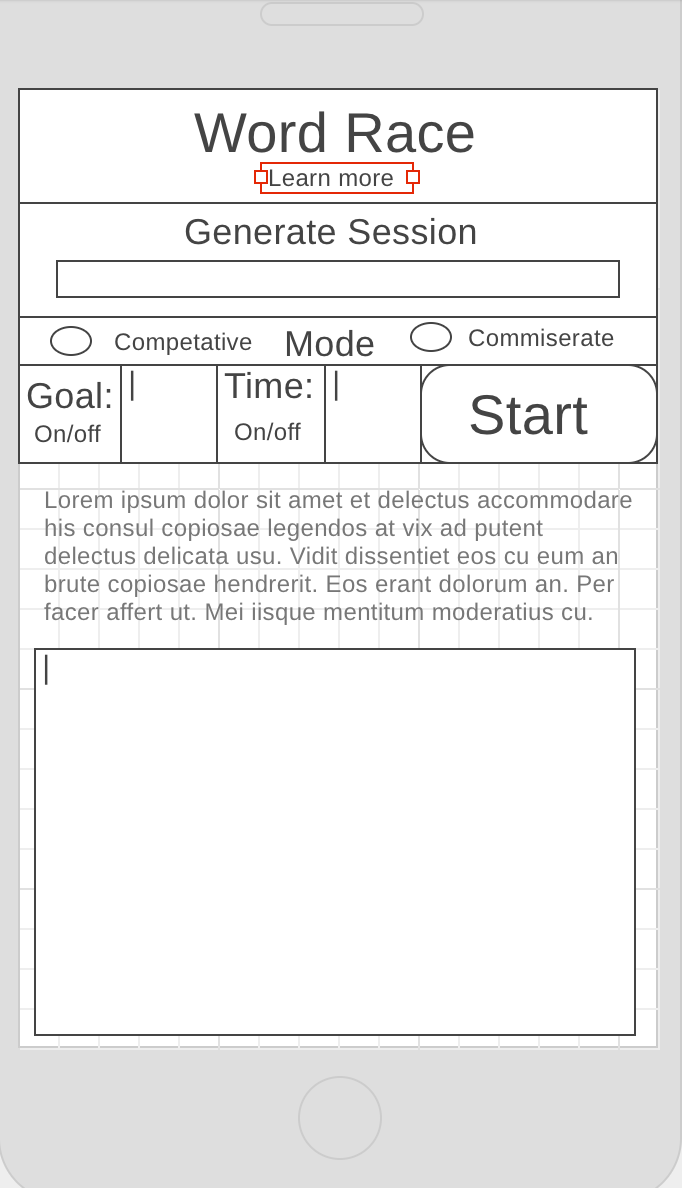 Word Race
Learn more
Generate Session
Competative Mode Commiserate
Goal: Time: Start
On/off On/off
Lorem ipsum dolor sit amet et delectus accommodare
his consul copiosae legendos at vix ad putent
delectus delicata usu. Vidit dissentiet eos cu eum an
brute copiosae hendrerit. Eos erant dolorum an. Per
facer affert ut. Mei iisque mentitum moderatius cu.